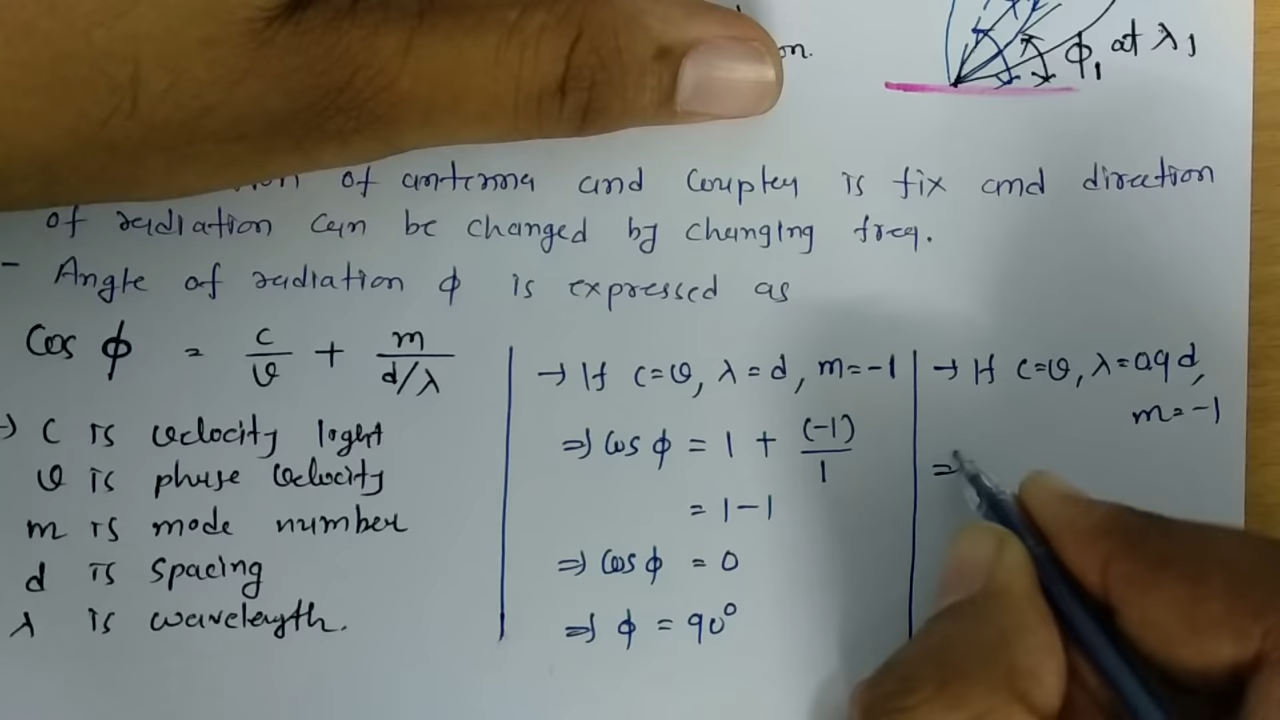 ϕ₁ at λ₁
of antenna and Coupley is fix and direction
of radiation can be changed by changing freq.
- Angle of radiation ϕ is expressed as
Cos ϕ = c/v + m/(d/λ)
→ C is velocity loght
v is phase velocity
m is mode number
d is spacing
λ is wavelength.
→ If c=v, λ=d, m=-1
⇒ Cos ϕ = 1 + (-1)/1
= 1-1
⇒ Cos ϕ = 0
⇒ ϕ = 90°
→ If c=v, λ=0.9d,
m=-1
=